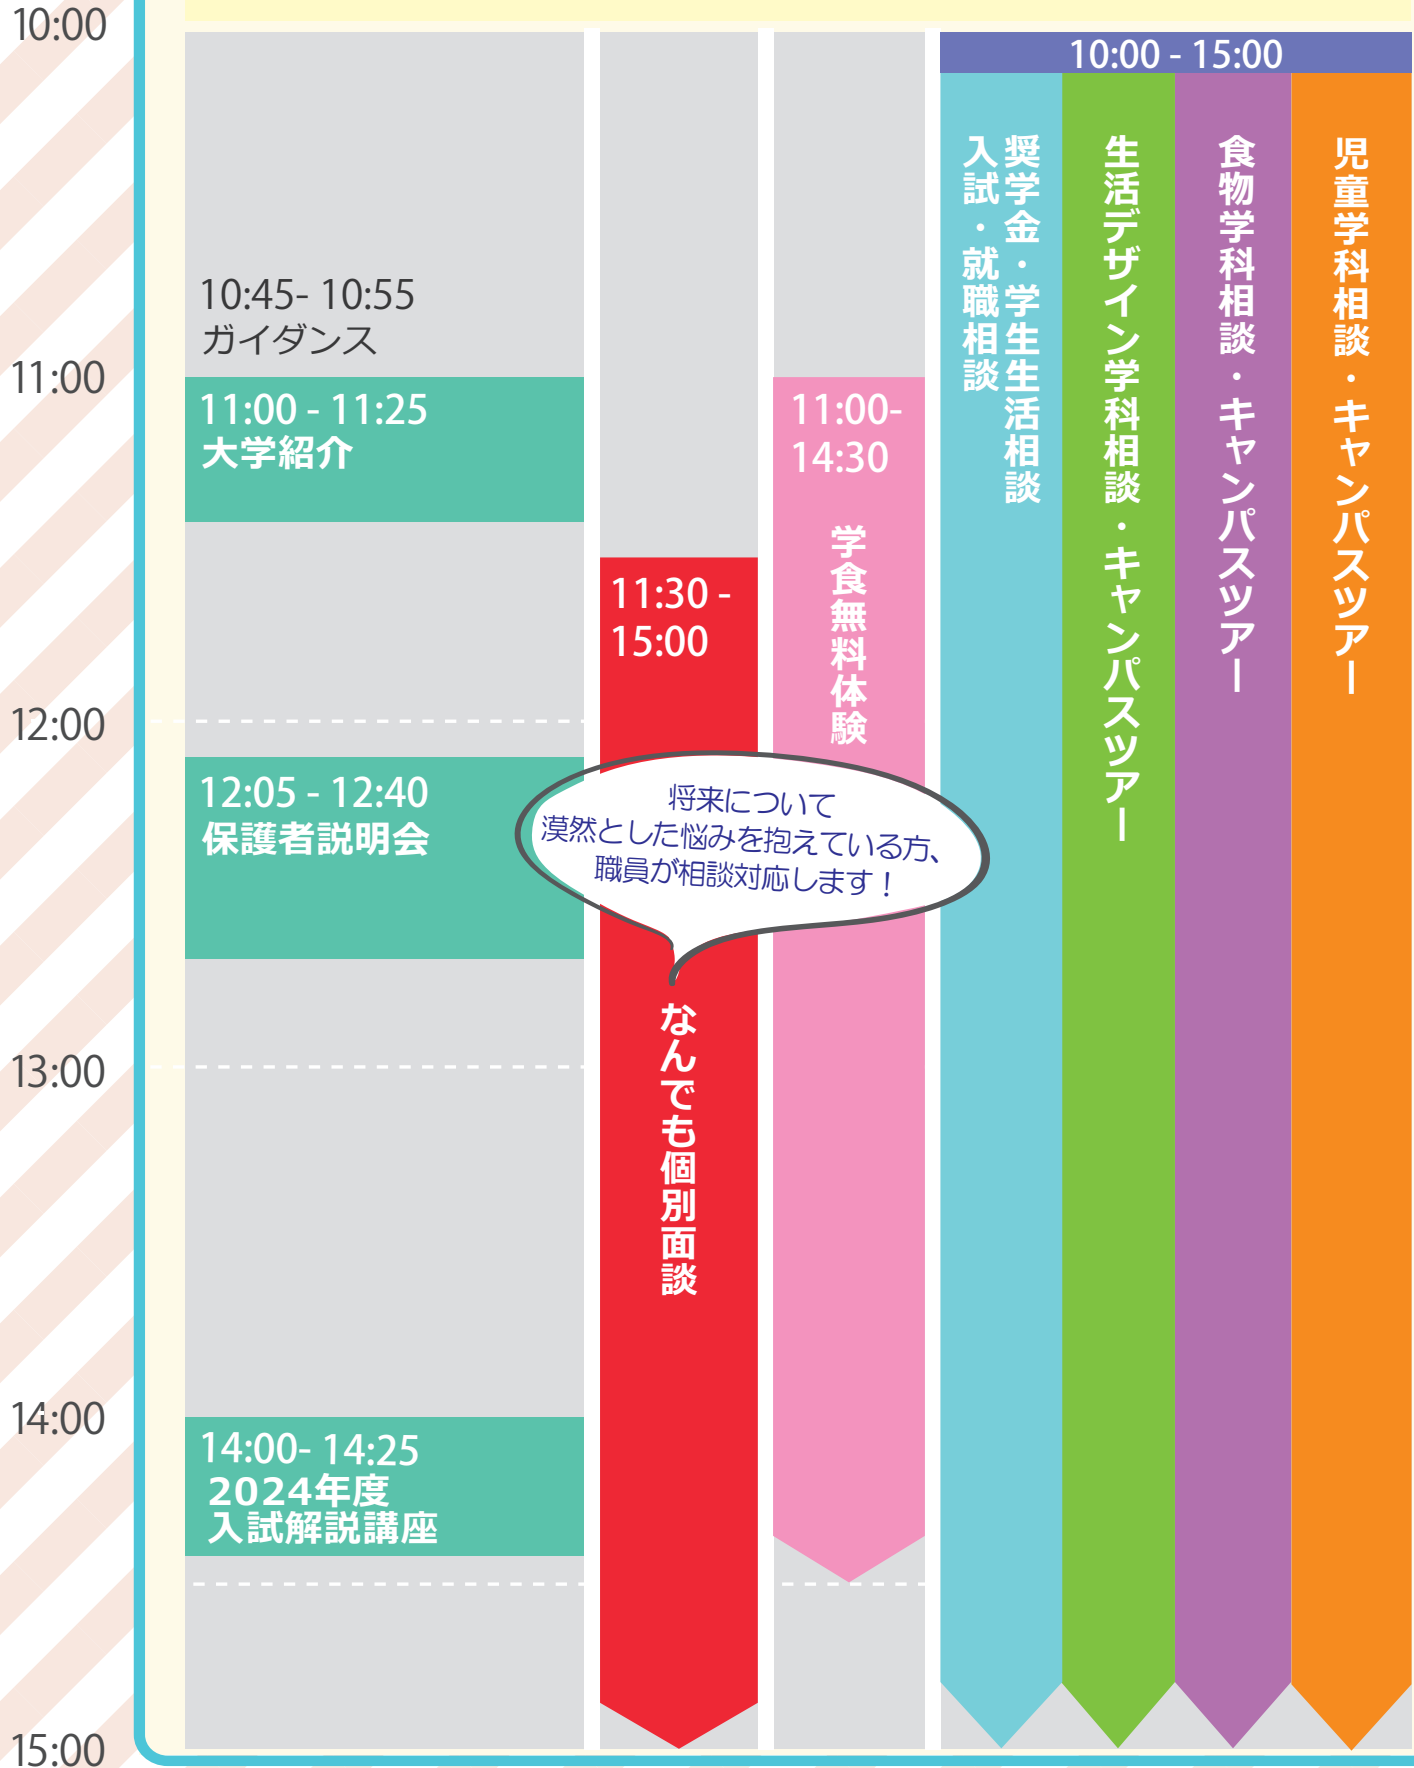 10:00
11:00
12:00
13:00
14:00
15:00
10:45- 10:55
ガイダンス
11:00 - 11:25
大学紹介
12:05 - 12:40
保護者説明会
14:00- 14:25
2024年度
入試解説講座
11:30 -
15:00
なんでも個別面談
将来について
漠然とした悩みを抱えている方、
職員が相談対応します！
11:00-
14:30
学食無料体験
10:00 - 15:00
奨学金・学生生活相談
入試・就職相談
生活デザイン学科相談・キャンパスツアー
食物学科相談・キャンパスツアー
児童学科相談・キャンパスツアー